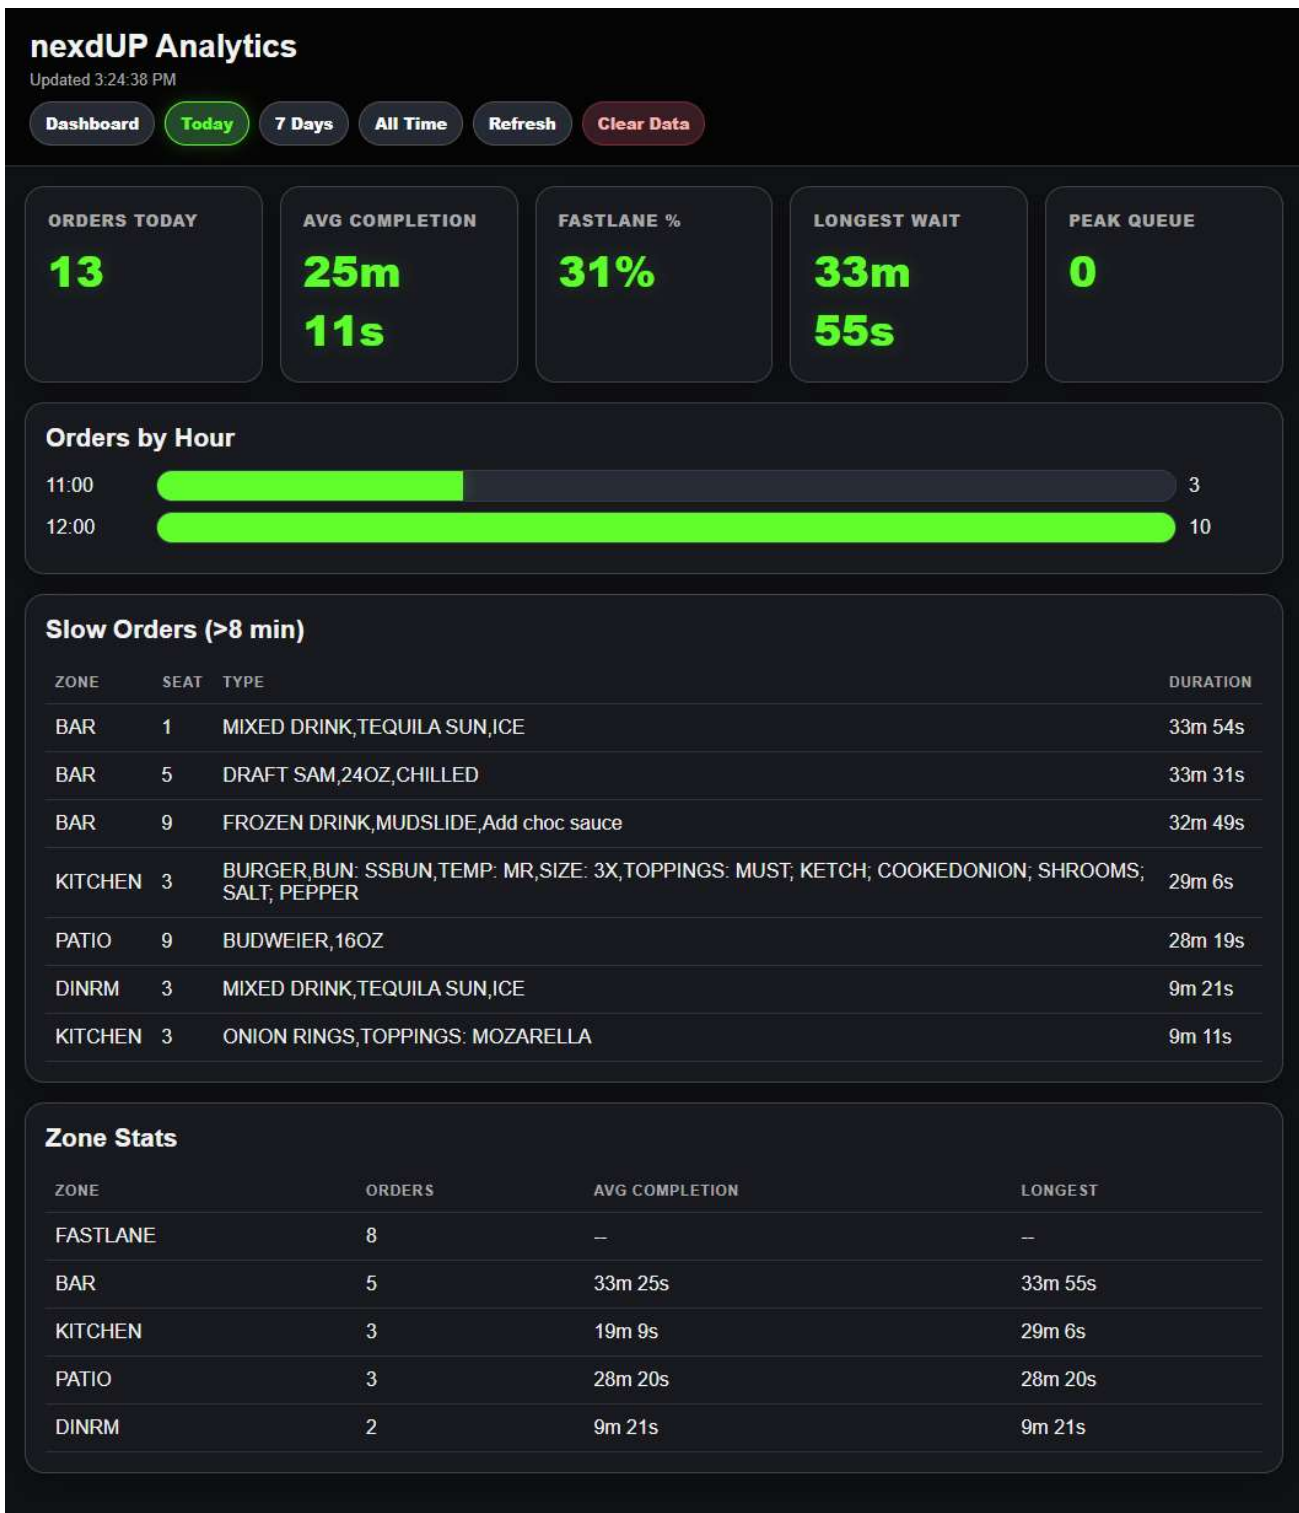 nexdUP Analytics
Updated 3:24:38 PM
Dashboard Today 7 Days All Time Refresh Clear Data
ORDERS TODAY AVG COMPLETION FASTLANE % LONGEST WAIT PEAK QUEUE
13 25m 31% 33m 0
11s 55s
Orders by Hour
11:00 3
12:00 10
Slow Orders (>8 min)
ZONE SEAT TYPE DURATION
BAR 1 MIXED DRINK,TEQUILA SUN,ICE 33m 54s
BAR 5 DRAFT SAM,24OZ,CHILLED 33m 31s
BAR 9 FROZEN DRINK,MUDSLIDE,Add choc sauce 32m 49s
KITCHEN 3 BURGER,BUN: SSBUN,TEMP: MR,SIZE: 3X,TOPPINGS: MUST; KETCH; COOKEDONION; SHROOMS; 29m 6s
SALT; PEPPER
PATIO 9 BUDWEIER,16OZ 28m 19s
DINRM 3 MIXED DRINK,TEQUILA SUN,ICE 9m 21s
KITCHEN 3 ONION RINGS,TOPPINGS: MOZARELLA 9m 11s
Zone Stats
ZONE ORDERS AVG COMPLETION LONGEST
FASTLANE 8 -- --
BAR 5 33m 25s 33m 55s
KITCHEN 3 19m 9s 29m 6s
PATIO 3 28m 20s 28m 20s
DINRM 2 9m 21s 9m 21s